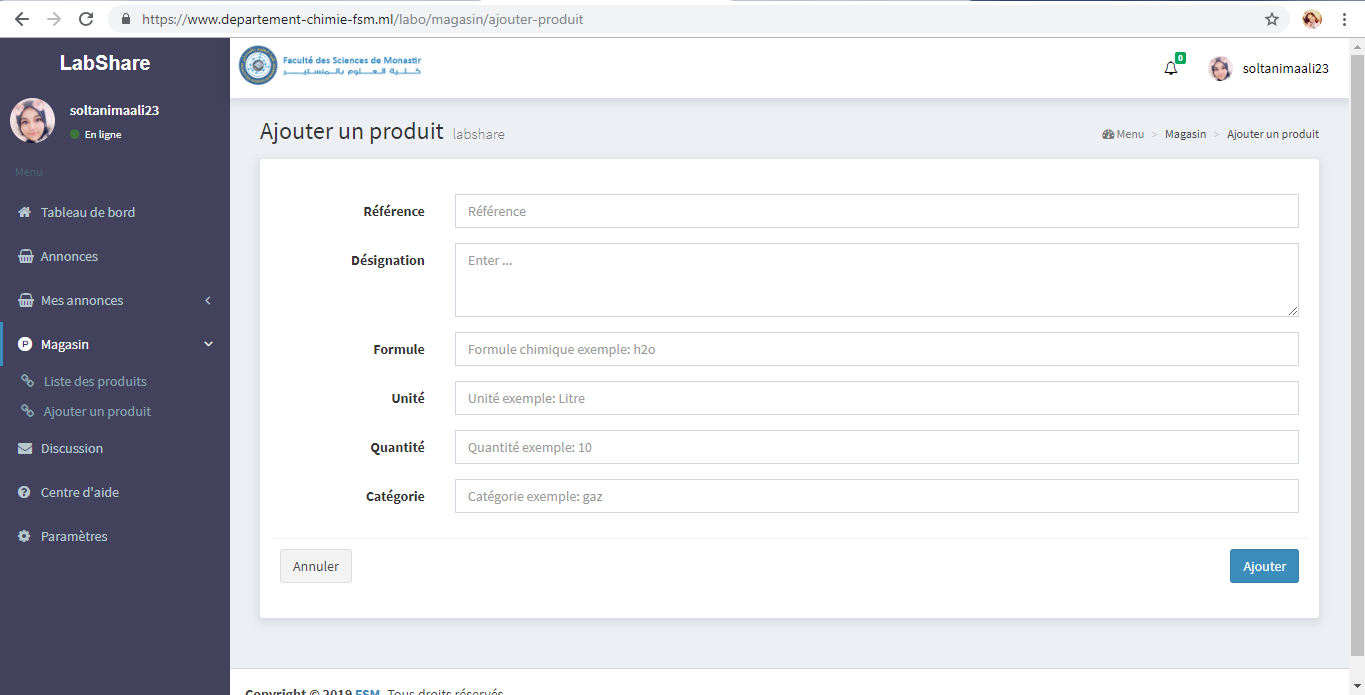 https://www.departement-chimie-fsm.ml/labo/magasin/ajouter-produit
LabShare
Faculté des Sciences de Monastir
كلية العلوم بالمنستير
0
soltanimaali23
soltanimaali23
En ligne
Menu
Tableau de bord
Annonces
Mes annonces
P Magasin
Liste des produits
Ajouter un produit
Discussion
? Centre d'aide
Paramètres
Ajouter un produit labshare
Menu > Magasin > Ajouter un produit
Référence Référence
Désignation Enter ...
Formule Formule chimique exemple: h2o
Unité Unité exemple: Litre
Quantité Quantité exemple: 10
Catégorie Catégorie exemple: gaz
Annuler Ajouter
Copyright © 2019 FSM. Tous droits réservés